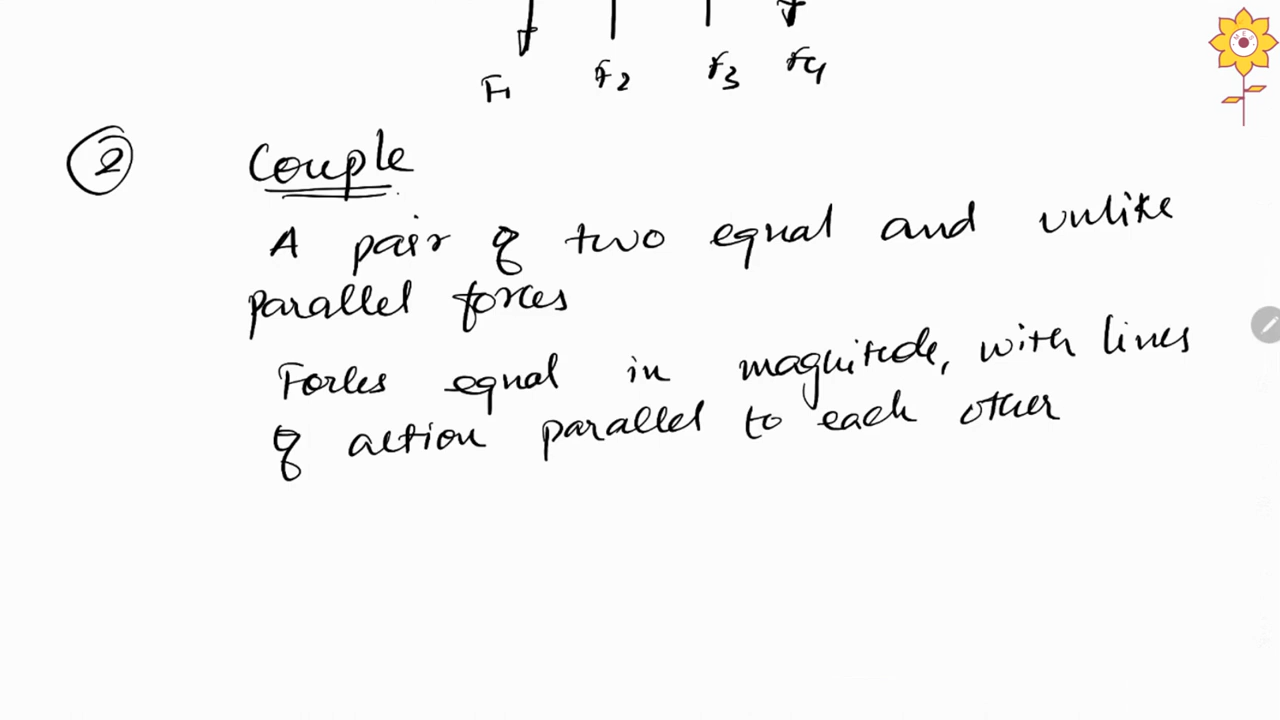 F1 F2 F3 F4
2 Couple
A pair of two equal and unlike
parallel forces
Forces equal in magnitude, with lines
of action parallel to each other